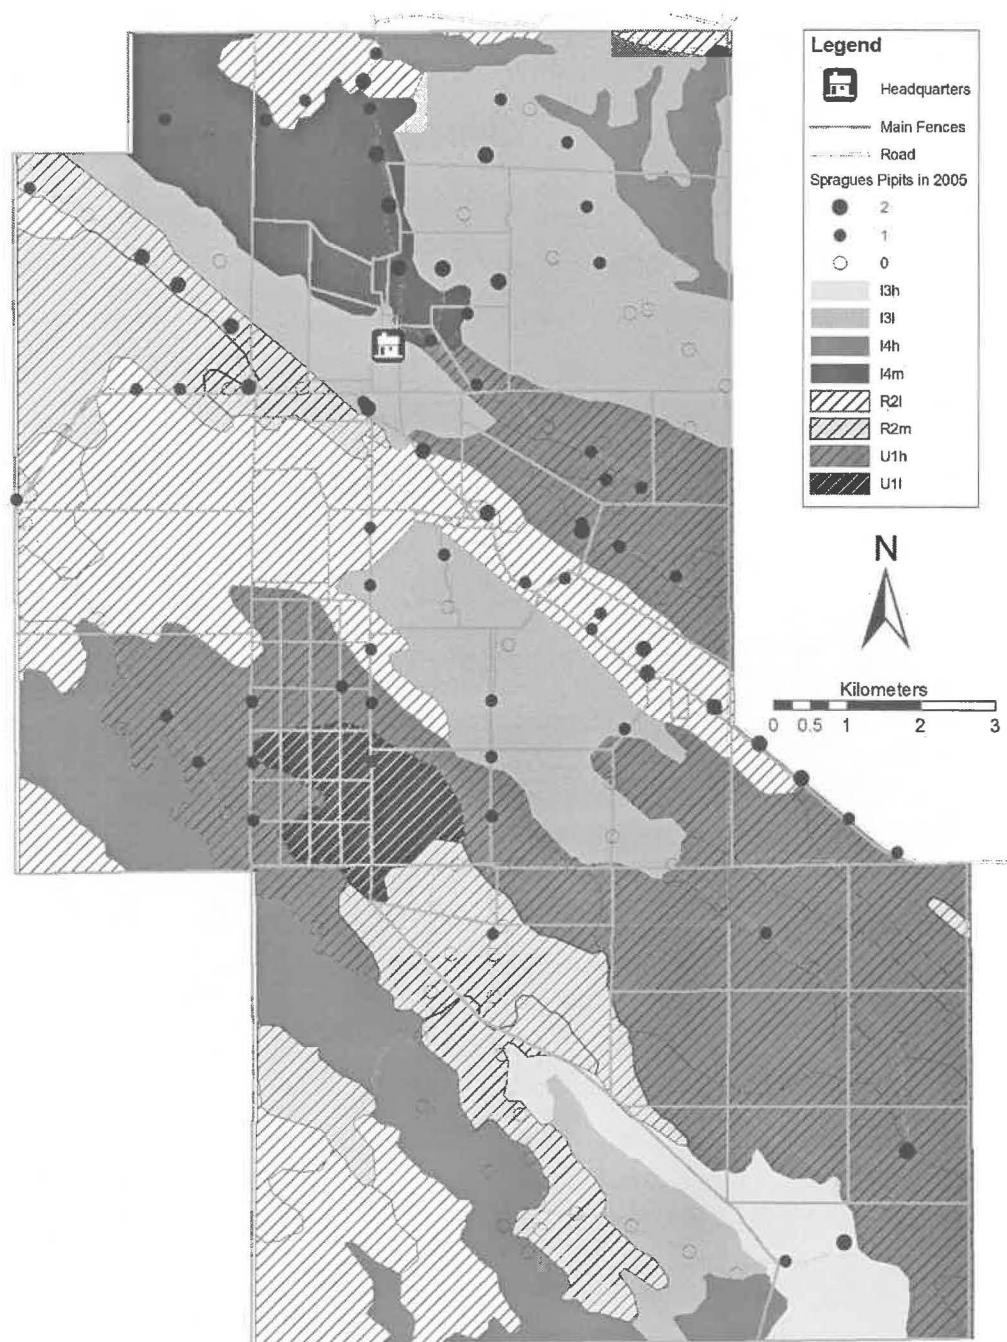 Legend
Headquarters
Main Fences
Road
Spragues Pipits in 2005
2
1
0
I3h
I3l
I4h
I4m
R2l
R2m
U1h
U1l
N
Kilometers
0 0.5 1 2 3